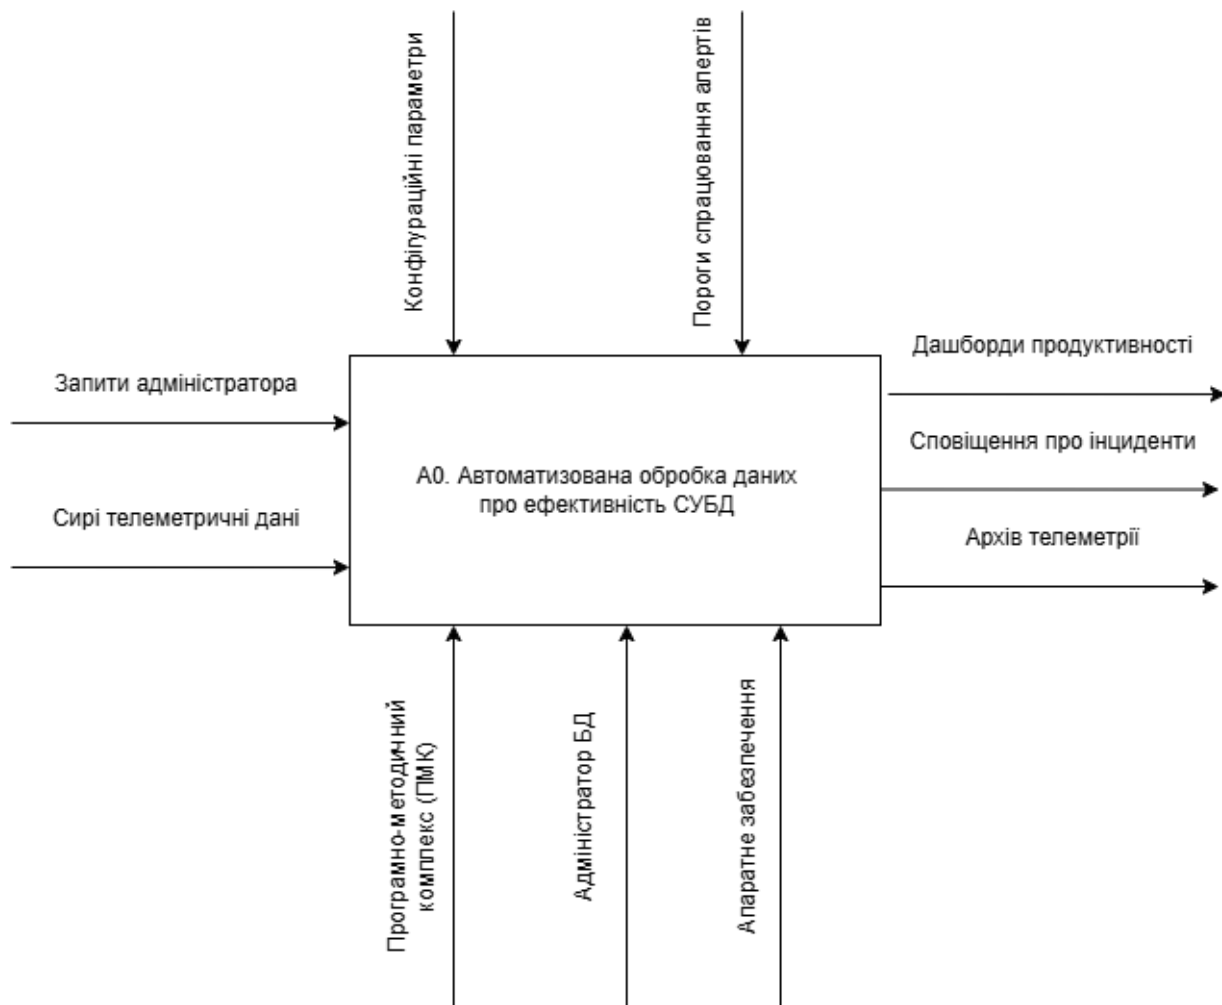 Конфігураційні параметри
Пороги спрацювання алертів
Запити адміністратора
Сирі телеметричні дані
А0. Автоматизована обробка даних
про ефективність СУБД
Дашборди продуктивності
Сповіщення про інциденти
Архів телеметрії
Програмно-методичний
комплекс (ПМК)
Адміністратор БД
Апаратне забезпечення